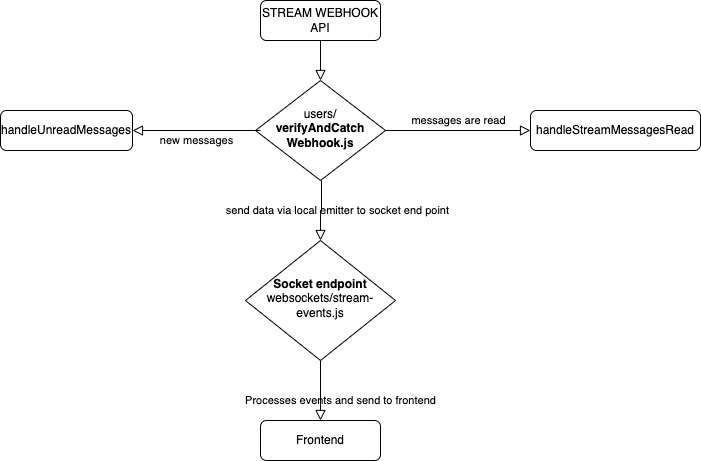 STREAM WEBHOOK
API
users/
verifyAndCatch
Webhook.js
handleUnreadMessages
new messages
messages are read
handleStreamMessagesRead
send data via local emitter to socket end point
Socket endpoint
websockets/stream-
events.js
Processes events and send to frontend
Frontend